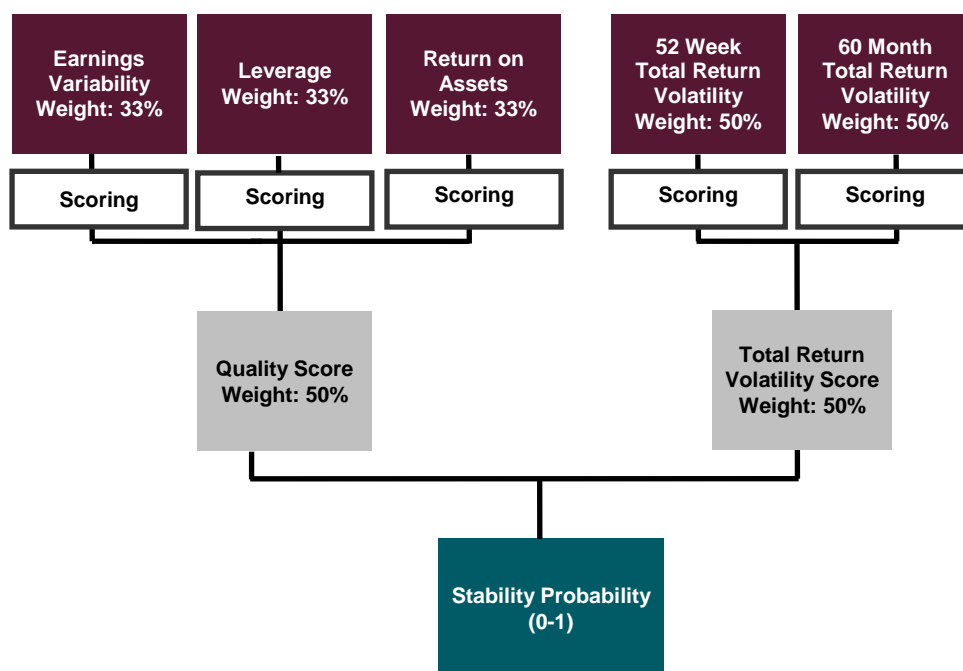 Earnings
Variability
Weight: 33%
Leverage
Weight: 33%
Return on
Assets
Weight: 33%
52 Week
Total Return
Volatility
Weight: 50%
60 Month
Total Return
Volatility
Weight: 50%
Scoring
Scoring
Scoring
Scoring
Scoring
Quality Score
Weight: 50%
Total Return
Volatility Score
Weight: 50%
Stability Probability
(0-1)